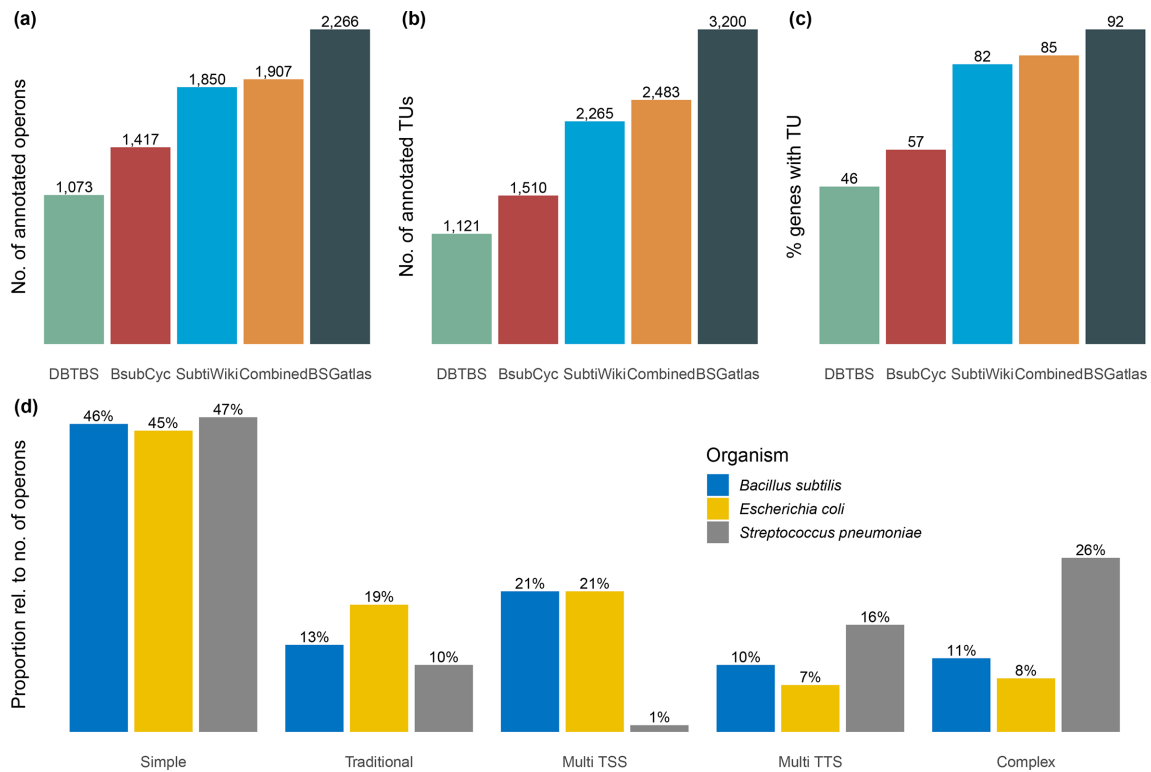 (a)
No. of annotated operons
1,073
1,417
1,850
1,907
2,266
DBTBS
BsubCyc
SubtiWiki
Combined
BSGatlas
(b)
No. of annotated TUs
1,121
1,510
2,265
2,483
3,200
DBTBS
BsubCyc
SubtiWiki
Combined
BSGatlas
(c)
% genes with TU
46
57
82
85
92
DBTBS
BsubCyc
SubtiWiki
Combined
BSGatlas
(d)
Proportion rel. to no. of operons
46%
45%
47%
13%
19%
10%
21%
21%
1%
10%
7%
16%
11%
8%
26%
Organism
Bacillus subtilis
Escherichia coli
Streptococcus pneumoniae
Simple
Traditional
Multi TSS
Multi TTS
Complex